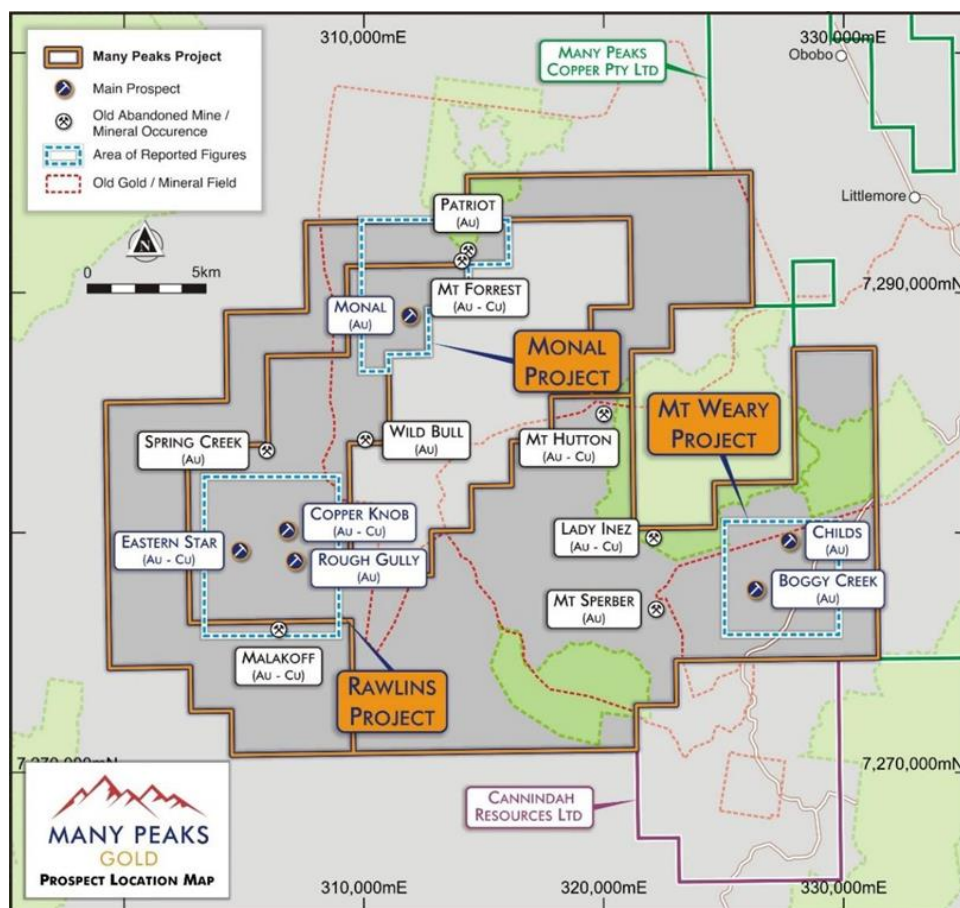 Many Peaks Project
Main Prospect
Old Abandoned Mine /
Mineral Occurence
Area of Reported Figures
Old Gold / Mineral Field
N
0 5km
310,000mE
330,000mE
MANY PEAKS
COPPER PTY LTD
Obobo
Littlemore
PATRIOT
(Au)
MT FORREST
(Au - Cu)
7,290,000mN
MONAL
(Au)
MONAL
PROJECT
MT WEARY
PROJECT
SPRING CREEK
(Au)
WILD BULL
(Au)
MT HUTTON
(Au - Cu)
COPPER KNOB
(Au - Cu)
EASTERN STAR
(Au - Cu)
ROUGH GULLY
(Au)
LADY INEZ
(Au - Cu)
CHILDS
(Au)
BOGGY CREEK
(Au)
MT SPERBER
(Au)
MALAKOFF
(Au - Cu)
RAWLINS
PROJECT
7,270,000mN
7,270,000mN
CANNINDAH
RESOURCES LTD
MANY PEAKS
GOLD
PROSPECT LOCATION MAP
310,000mE
320,000mE
330,000mE